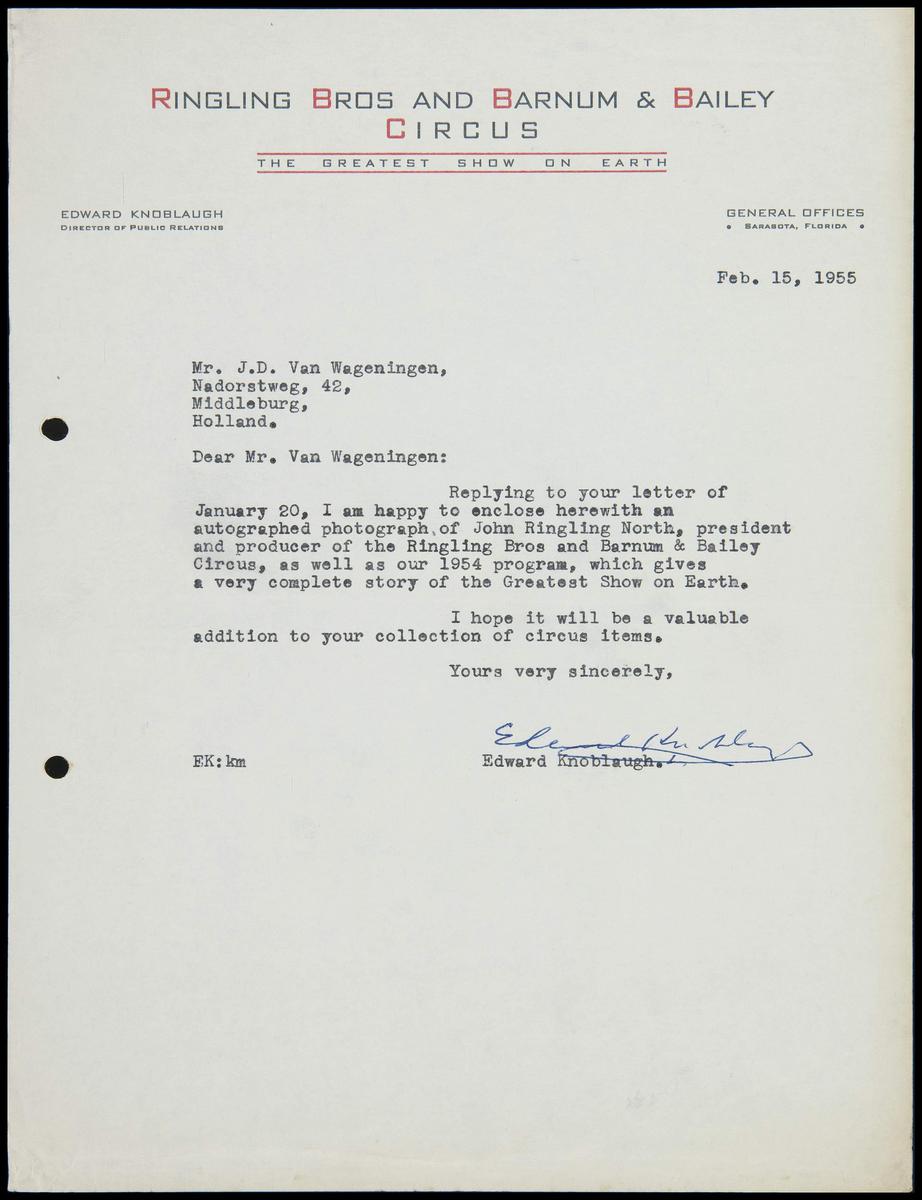 RINGLING BROS AND BARNUM & BAILEY
CIRCUS
THE GREATEST SHOW ON EARTH
EDWARD KNOBLAUGH
DIRECTOR OF PUBLIC RELATIONS
GENERAL OFFICES
• SARASOTA, FLORIDA •
Feb. 15, 1955
Mr. J.D. Van Wageningen,
Nadorstweg, 42,
Middleburg,
Holland.
Dear Mr. Van Wageningen:
Replying to your letter of
January 20, I am happy to enclose herewith an
autographed photograph of John Ringling North, president
and producer of the Ringling Bros and Barnum & Bailey
Circus, as well as our 1954 program, which gives
a very complete story of the Greatest Show on Earth.
I hope it will be a valuable
addition to your collection of circus items.
Yours very sincerely,
Edward Knoblaugh
EK:km
Edward Knoblaugh.